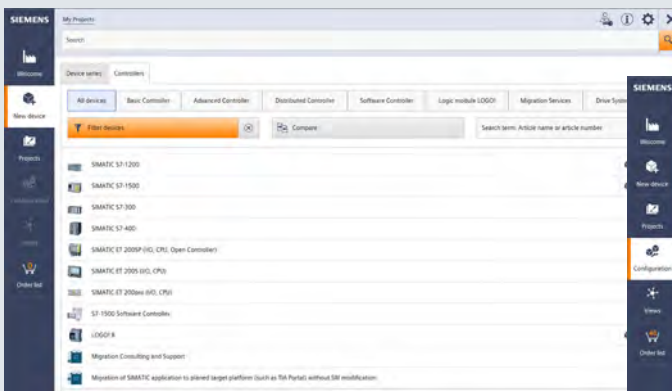 SIEMENS
My Projects
Search
Welcome
Device series Controllers
New device
All devices Basic Controller Advanced Controller Distributed Controller Software Controller Logic module LOGO! Migration Services Drive System
Filter devices Compare Search term: Article name or article number
Projects
SIMATIC S7-1200
SIMATIC S7-1500
SIMATIC S7-300
SIMATIC S7-400
Views
SIMATIC ET 200SP (I/O, CPU, Open Controller)
SIMATIC ET 200S (I/O, CPU)
Order list
SIMATIC ET 200pro (I/O, CPU)
S7-1500 Software Controller
LOGO! 8
Migration Consulting and Support
Migration of SIMATIC application to planed target platform (such as TIA Portal) without SW modification
SIEMENS
Welcome
New device
Projects
Configuration
Views
Order list